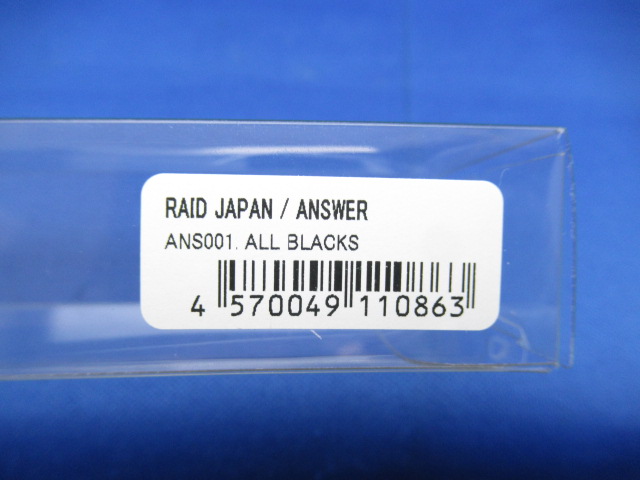 RAID JAPAN / ANSWER
ANS001. ALL BLACKS
4 570049 110863